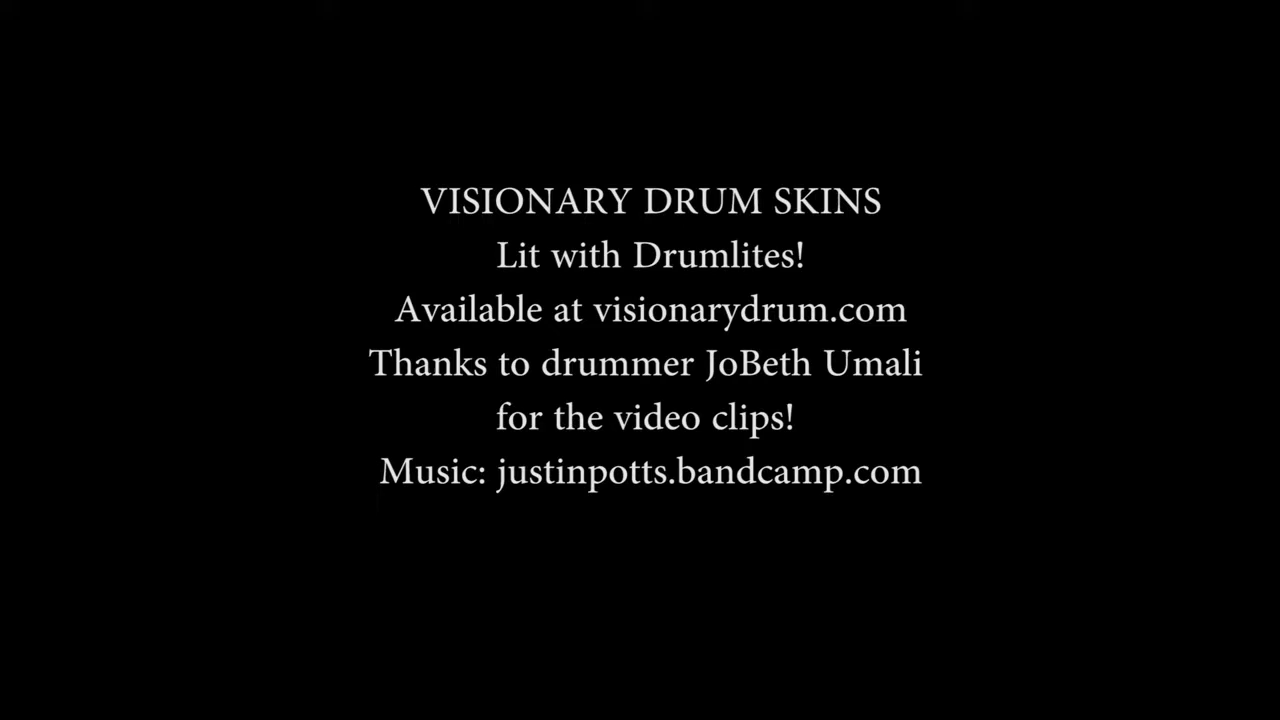 VISIONARY DRUM SKINS
Lit with Drumlites!
Available at visionarydrum.com
Thanks to drummer JoBeth Umali
for the video clips!
Music: justinpotts.bandcamp.com